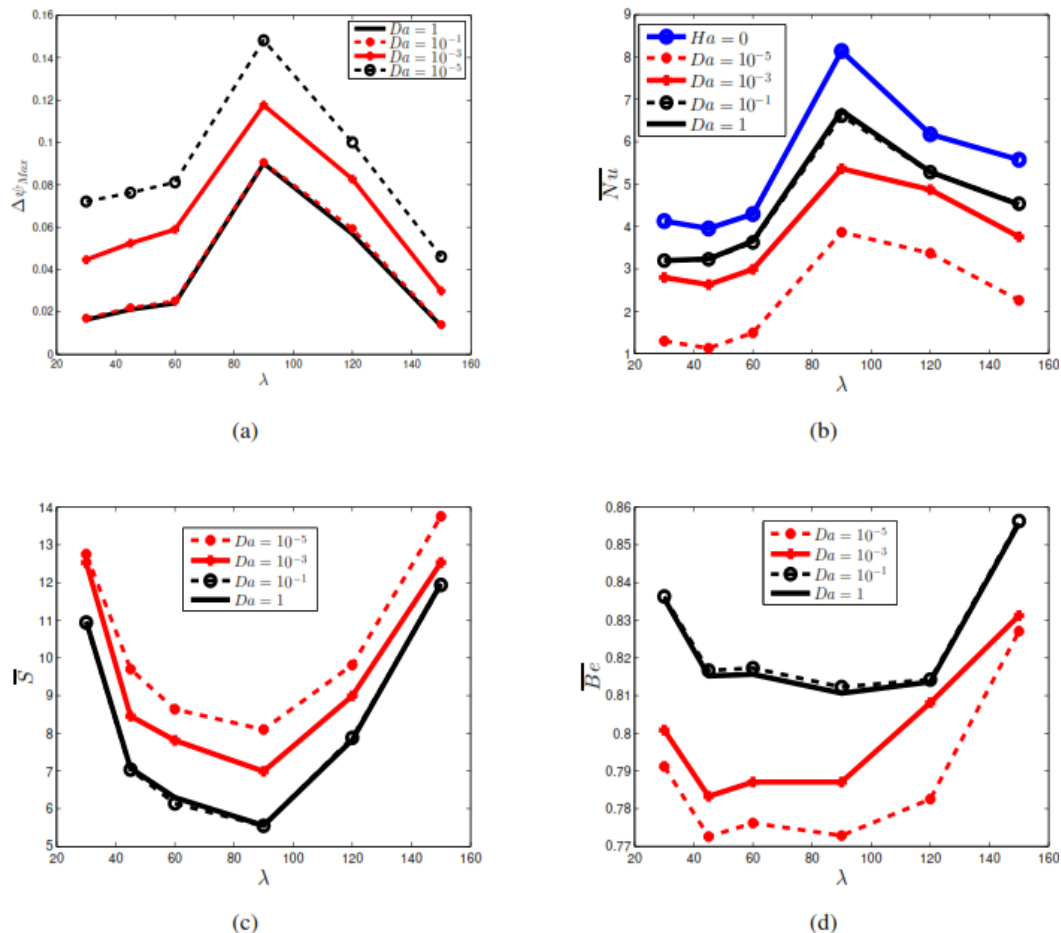 0.16
0.14
0.12
0.1
0.08
0.06
0.04
0.02
0
20 40 60 80 100 120 140 160
Δψ_Max
λ
Da = 1
Da = 10⁻¹
Da = 10⁻³
Da = 10⁻⁵
(a)
9
8
7
6
5
4
3
2
1
20 40 60 80 100 120 140 160
N̅u̅
λ
Ha = 0
Da = 10⁻⁵
Da = 10⁻³
Da = 10⁻¹
Da = 1
(b)
14
13
12
11
10
9
8
7
6
5
20 40 60 80 100 120 140 160
S̅
λ
Da = 10⁻⁵
Da = 10⁻³
Da = 10⁻¹
Da = 1
(c)
0.86
0.85
0.84
0.83
0.82
0.81
0.8
0.79
0.78
0.77
20 40 60 80 100 120 140 160
B̅e̅
λ
Da = 10⁻⁵
Da = 10⁻³
Da = 10⁻¹
Da = 1
(d)